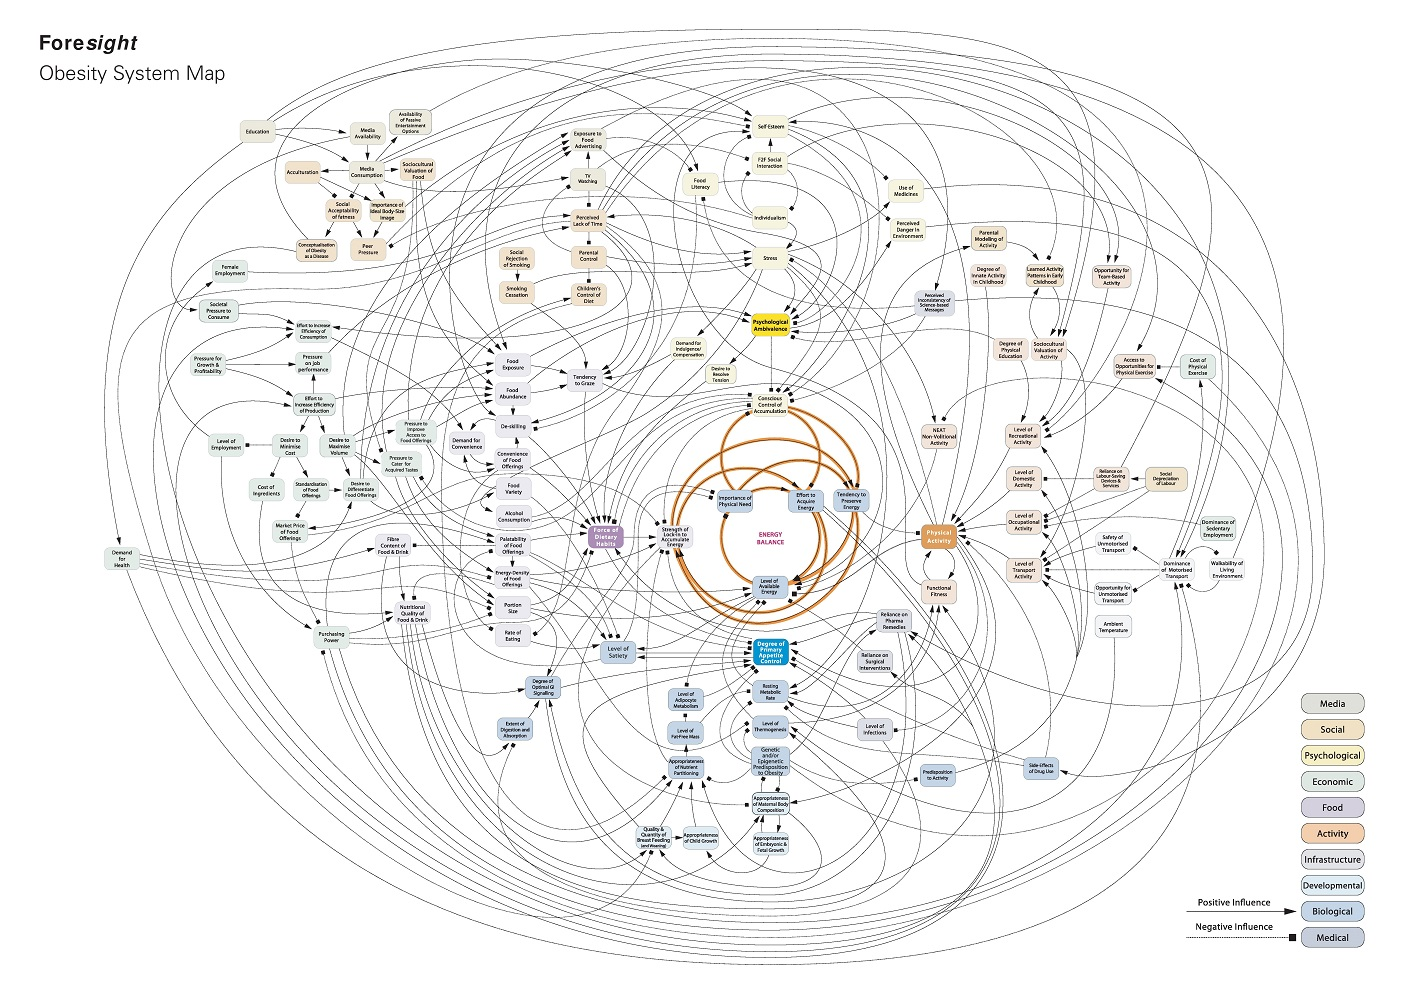 Foresight
Obesity System Map
Education
Media
Availability
Availability
of Passive
Entertainment
Options
Acculturation
Media
Consumption
Sociocultural
Valuation of
Food
Social
Acceptability
of fatness
Importance of
Ideal Body-Size
Image
Conceptualisation
of Obesity
as a Disease
Peer
Pressure
Exposure to
Food
Advertising
TV
Watching
Perceived
Lack of Time
Parental
Control
Children's
Control of
Diet
Social
Rejection
of Smoking
Smoking
Cessation
Self-Esteem
F2F Social
Interaction
Food
Literacy
Individualism
Stress
Use of
Medicines
Perceived
Danger in
Environment
Perceived
Inconsistency of
Science-based
Messages
Psychological
Ambivalence
Demand for
Indulgence/
Compensation
Desire to
Resolve
Tension
Conscious
Control of
Accumulation
Parental
Modelling of
Activity
Degree of
Innate Activity
in Childhood
Learned Activity
Patterns in Early
Childhood
Opportunity for
Team-Based
Activity
Degree of
Physical
Education
Sociocultural
Valuation of
Activity
Access to
Opportunities for
Physical Exercise
Cost of
Physical
Exercise
Female
Employment
Societal
Pressure to
Consume
Effort to Increase
Efficiency of
Consumption
Pressure for
Growth &
Profitability
Pressure
on Job
performance
Effort to
Increase Efficiency
of Production
Level of
Employment
Desire to
Minimise
Cost
Desire to
Maximise
Volume
Pressure to
Improve
Access to
Food Offerings
Pressure to
Cater for
Acquired Tastes
Cost of
Ingredients
Standardisation
of Food
Offerings
Desire to
Differentiate
Food Offerings
Market Price
of Food
Offerings
Demand
for
Health
Fibre
Content of
Food & Drink
Nutritional
Quality of
Food & Drink
Purchasing
Power
Food
Exposure
Food
Abundance
Tendency
to Graze
De-skilling
Demand for
Convenience
Convenience
of Food
Offerings
Food
Variety
Alcohol
Consumption
Palatability
of Food
Offerings
Energy-Density
of Food
Offerings
Portion
Size
Rate of
Eating
Force of
Dietary
Habits
Strength of
Lock-in to
Accumulate
Energy
Importance of
Physical Need
Effort to
Acquire
Energy
Tendency to
Preserve
Energy
ENERGY
BALANCE
Level of
Available
Energy
Physical
Activity
NEAT
Non-Volitional
Activity
Level of
Recreational
Activity
Level of
Domestic
Activity
Reliance on
Labour-Saving
Devices &
Services
Social
Depreciation
of Labour
Level of
Occupational
Activity
Dominance of
Sedentary
Employment
Level of
Transport
Activity
Safety of
Unmotorised
Transport
Dominance
of Motorised
Transport
Walkability of
Living
Environment
Opportunity for
Unmotorised
Transport
Ambient
Temperature
Functional
Fitness
Reliance on
Pharma
Remedies
Reliance on
Surgical
Interventions
Level of
Satiety
Degree of
Primary
Appetite
Control
Degree of
Optimal GI
Signalling
Extent of
Digestion and
Absorption
Level of
Adipocyte
Metabolism
Resting
Metabolic
Rate
Level of
Fat-Free Mass
Level of
Thermogenesis
Level of
Infections
Appropriateness
of Nutrient
Partitioning
Genetic
and/or
Epigenetic
Predisposition
to Obesity
Predisposition
to Activity
Side-Effects
of Drug Use
Appropriateness
of Maternal Body
Composition
Quality &
Quantity of
Breast Feeding
(and Weaning)
Appropriateness
of Child Growth
Appropriateness
of Embryonic &
Fetal Growth
Media
Social
Psychological
Economic
Food
Activity
Infrastructure
Developmental
Biological
Medical
Positive Influence
Negative Influence